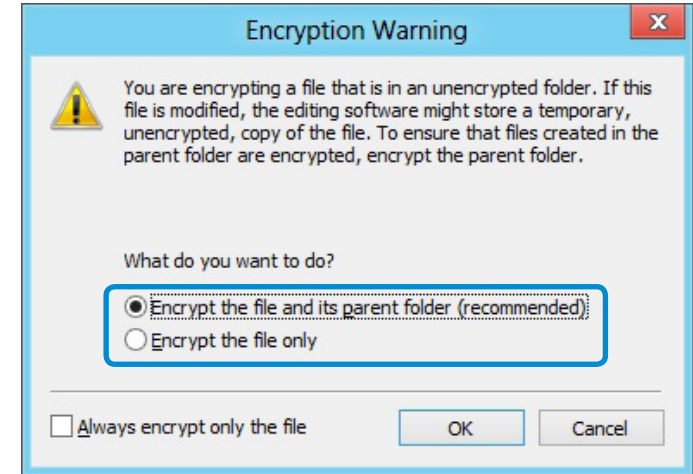 Encryption Warning
You are encrypting a file that is in an unencrypted folder. If this
file is modified, the editing software might store a temporary,
unencrypted, copy of the file. To ensure that files created in the
parent folder are encrypted, encrypt the parent folder.
What do you want to do?
Encrypt the file and its parent folder (recommended)
Encrypt the file only
Always encrypt only the file
OK
Cancel